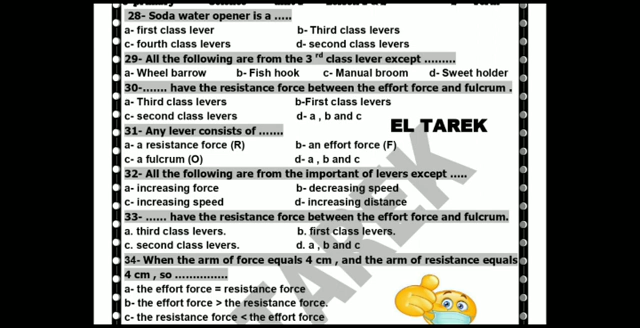 28- Soda water opener is a .....
a- first class lever b- Third class levers
c- fourth class levers d- second class levers
29- All the following are from the 3 rd class lever except .........
a- Wheel barrow b- Fish hook c- Manual broom d- Sweet holder
30-....... have the resistance force between the effort force and fulcrum .
a- Third class levers b-First class levers
c- second class levers d- a , b and c
EL TAREK
31- Any lever consists of .......
a- a resistance force (R) b- an effort force (F)
c- a fulcrum (O) d- a , b and c
32- All the following are from the important of levers except .....
a- increasing force b- decreasing speed
c- increasing speed d- increasing distance
33- ...... have the resistance force between the effort force and fulcrum.
a. third class levers. b. first class levers.
c. second class levers. d. a , b and c
34- When the arm of force equals 4 cm , and the arm of resistance equals
4 cm , so ...............
a- the effort force = resistance force
b- the effort force > the resistance force.
c- the resistance force < the effort force
TAREK